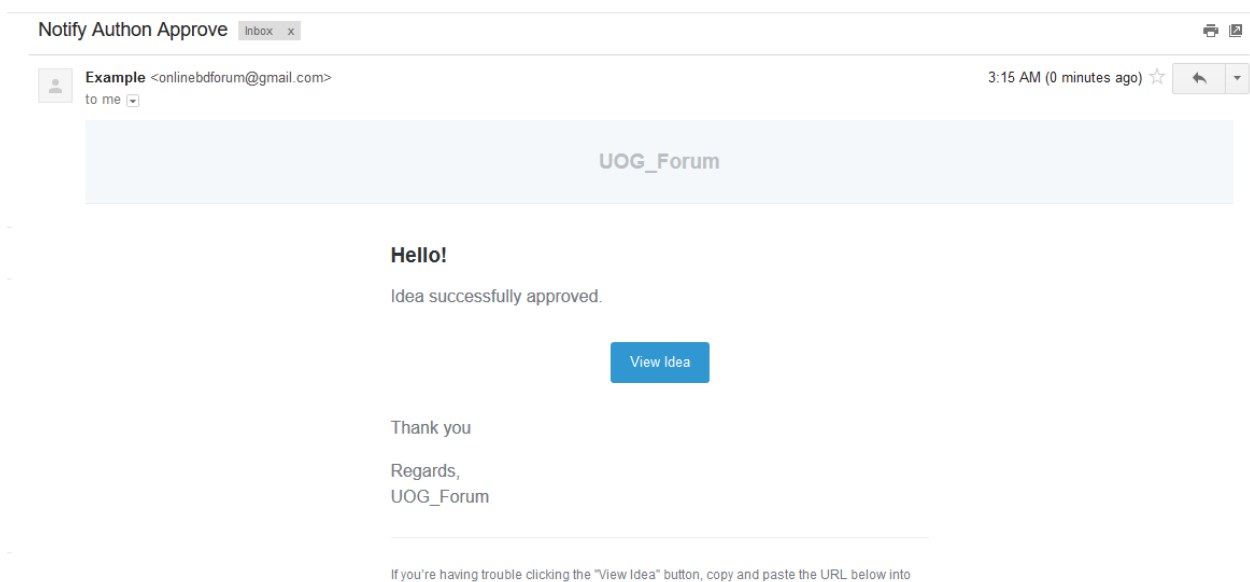 Notify Authon Approve Inbox x
Example <onlinebdforum@gmail.com>
3:15 AM (0 minutes ago)
to me
UOG_Forum
Hello!
Idea successfully approved.
View Idea
Thank you
Regards,
UOG_Forum
If you're having trouble clicking the "View Idea" button, copy and paste the URL below into